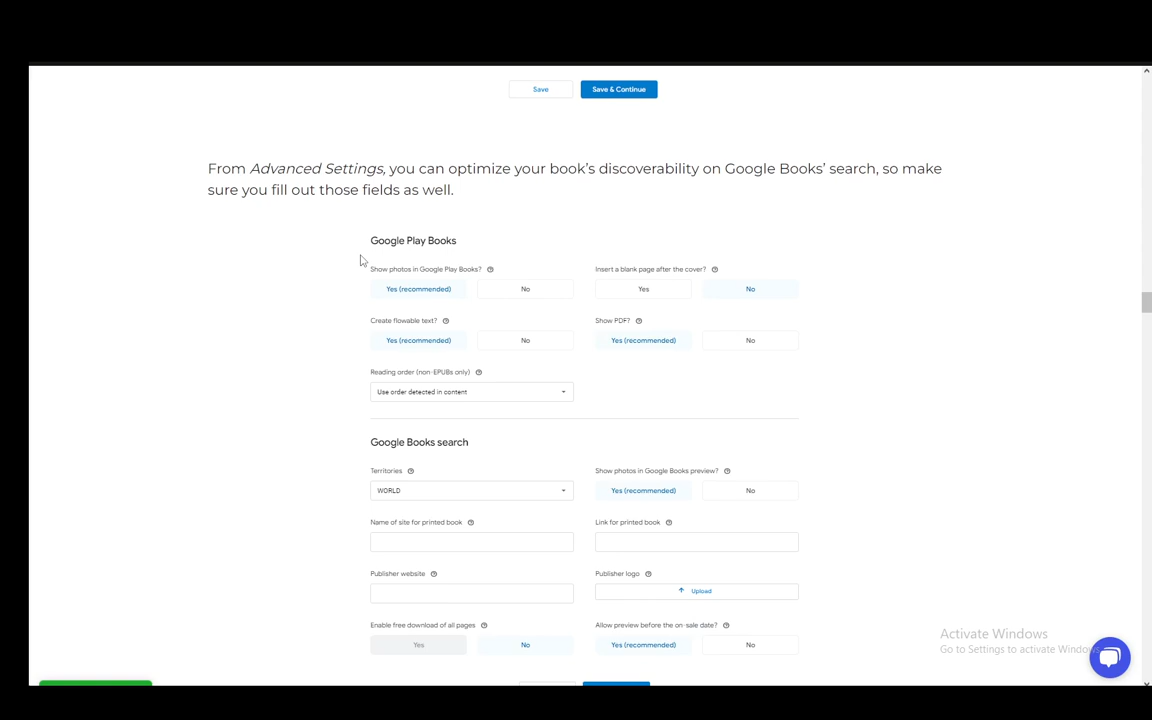 Save Save & Continue
From Advanced Settings, you can optimize your book's discoverability on Google Books' search, so make
sure you fill out those fields as well.
Google Play Books
Show photos in Google Play Books? Insert a blank page after the cover?
Yes (recommended) No Yes No
Create flowable text? Show PDF?
Yes (recommended) No Yes (recommended) No
Reading order (non-EPUBs only)
Use order detected in content
Google Books search
Territories Show photos in Google Books preview?
WORLD Yes (recommended) No
Name of site for printed book Link for printed book
Publisher website Publisher logo
Upload
Enable free download of all pages Allow preview before the on-sale date?
Yes No Yes (recommended) No
Activate Windows
Go to Settings to activate Windows